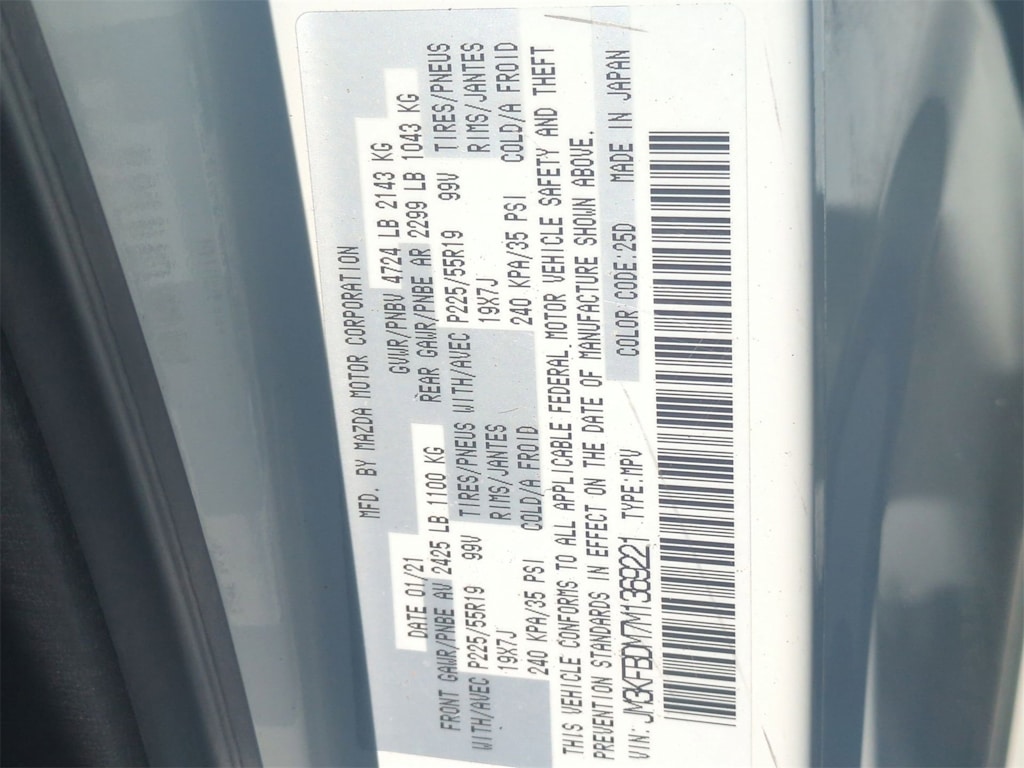 MFD. BY MAZDA MOTOR CORPORATION
DATE 01/21 GVWR/PNBV 4724 LB 2143 KG
FRONT GAWR/PNBE AV 2425 LB 1100 KG REAR GAWR/PNBE AR 2299 LB 1043 KG
WITH/AVEC P225/55R19 99V TIRES/PNEUS WITH/AVEC P225/55R19 99V TIRES/PNEUS
19X7J RIMS/JANTES 19X7J RIMS/JANTES
240 KPA/35 PSI COLD/A FROID 240 KPA/35 PSI COLD/A FROID
THIS VEHICLE CONFORMS TO ALL APPLICABLE FEDERAL MOTOR VEHICLE SAFETY AND THEFT
PREVENTION STANDARDS IN EFFECT ON THE DATE OF MANUFACTURE SHOWN ABOVE.
VIN: JM3KFBDM7M1369221 TYPE:MPV COLOR CODE:25D MADE IN JAPAN